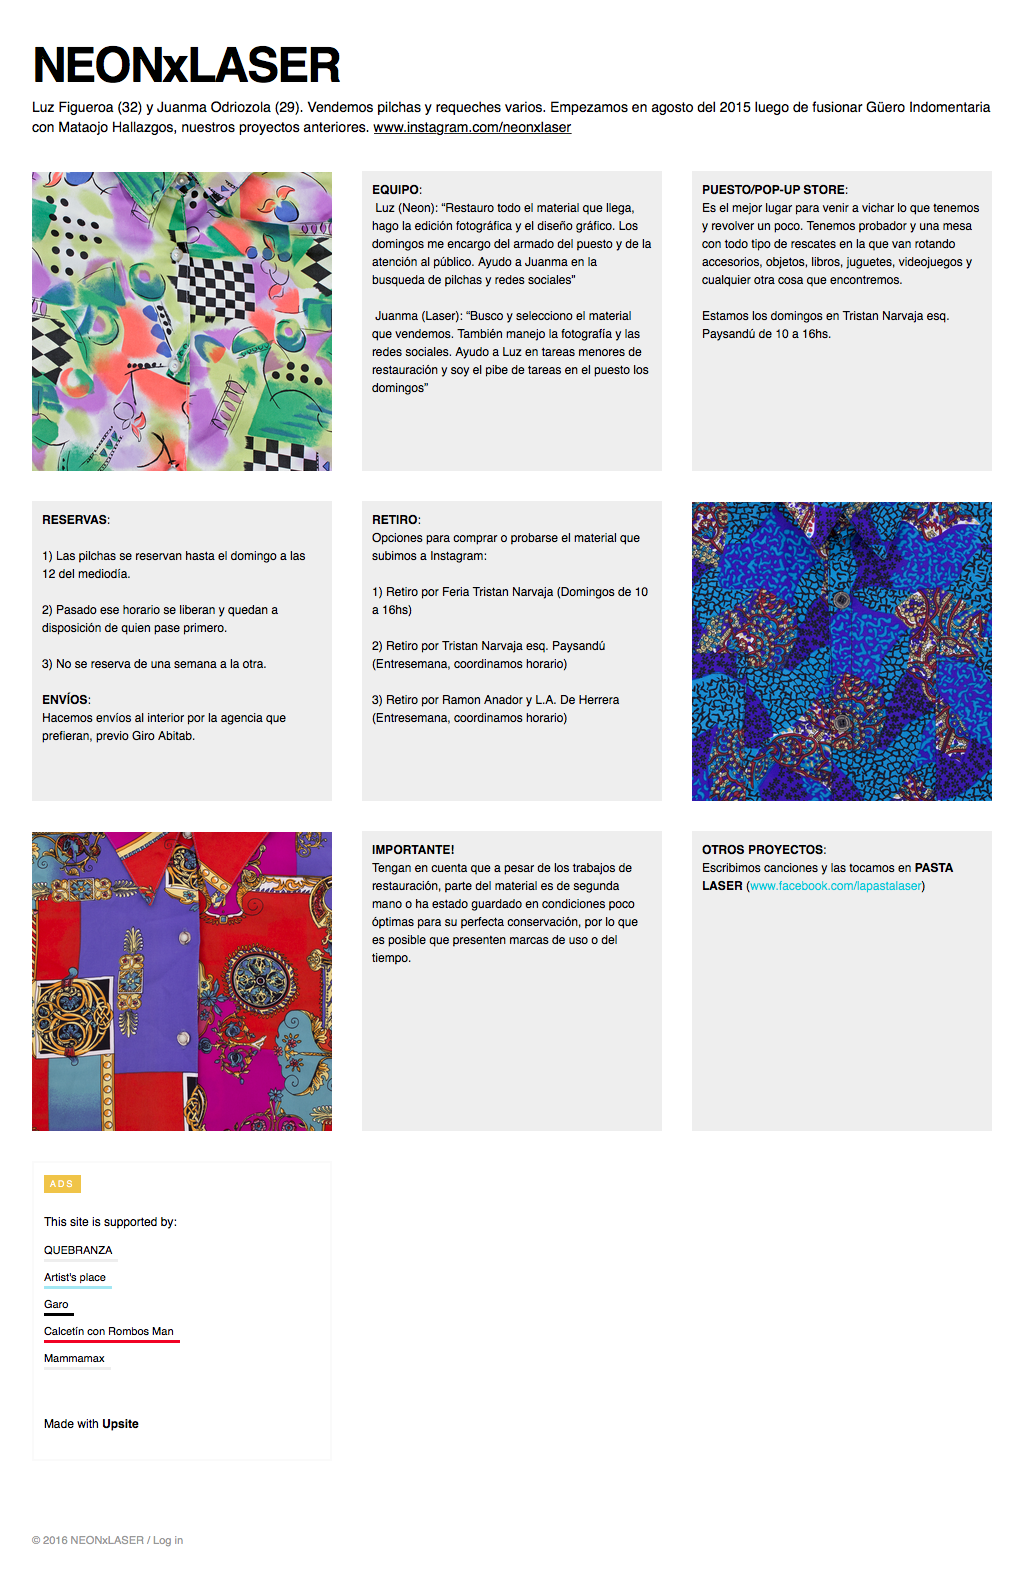 NEONxLASER
Luz Figueroa (32) y Juanma Odriozola (29). Vendemos pilchas y requeches varios. Empezamos en agosto del 2015 luego de fusionar Güero Indomentaria
con Mataojo Hallazgos, nuestros proyectos anteriores. www.instagram.com/neonxlaser
EQUIPO:
Luz (Neon): “Restauro todo el material que llega,
hago la edición fotográfica y el diseño gráfico. Los
domingos me encargo del armado del puesto y de la
atención al público. Ayudo a Juanma en la
busqueda de pilchas y redes sociales”
Juanma (Laser): “Busco y selecciono el material
que vendemos. También manejo la fotografía y las
redes sociales. Ayudo a Luz en tareas menores de
restauración y soy el pibe de tareas en el puesto los
domingos”
PUESTO/POP-UP STORE:
Es el mejor lugar para venir a vichar lo que tenemos
y revolver un poco. Tenemos probador y una mesa
con todo tipo de rescates en la que van rotando
accesorios, objetos, libros, juguetes, videojuegos y
cualquier otra cosa que encontremos.
Estamos los domingos en Tristan Narvaja esq.
Paysandú de 10 a 16hs.
RESERVAS:
1) Las pilchas se reservan hasta el domingo a las
12 del mediodía.
2) Pasado ese horario se liberan y quedan a
disposición de quien pase primero.
3) No se reserva de una semana a la otra.
ENVÍOS:
Hacemos envíos al interior por la agencia que
prefieran, previo Giro Abitab.
RETIRO:
Opciones para comprar o probarse el material que
subimos a Instagram:
1) Retiro por Feria Tristan Narvaja (Domingos de 10
a 16hs)
2) Retiro por Tristan Narvaja esq. Paysandú
(Entresemana, coordinamos horario)
3) Retiro por Ramon Anador y L.A. De Herrera
(Entresemana, coordinamos horario)
IMPORTANTE!
Tengan en cuenta que a pesar de los trabajos de
restauración, parte del material es de segunda
mano o ha estado guardado en condiciones poco
óptimas para su perfecta conservación, por lo que
es posible que presenten marcas de uso o del
tiempo.
OTROS PROYECTOS:
Escribimos canciones y las tocamos en PASTA
LASER (www.facebook.com/lapastalaser)
ADS
This site is supported by:
QUEBRANZA
Artist's place
Garo
Calcetín con Rombos Man
Mammamax
Made with Upsite
© 2016 NEONxLASER / Log in